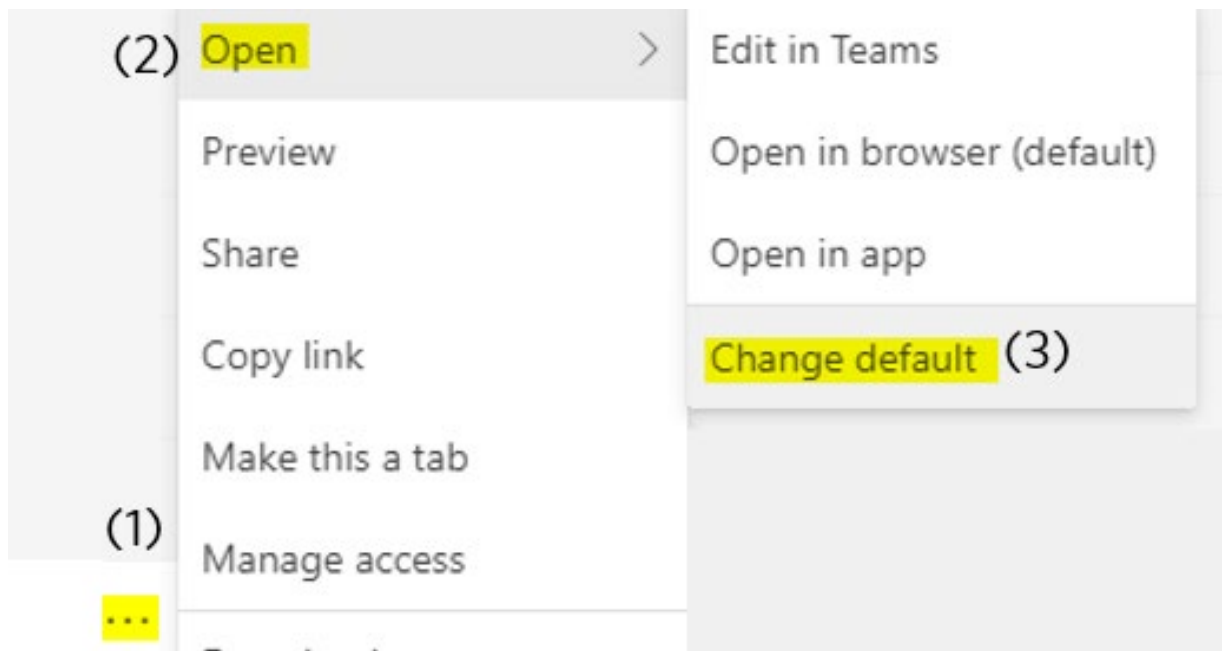 (2) Open > Edit in Teams
Preview
Open in browser (default)
Share
Open in app
Copy link
Change default (3)
Make this a tab
(1)
Manage access
...